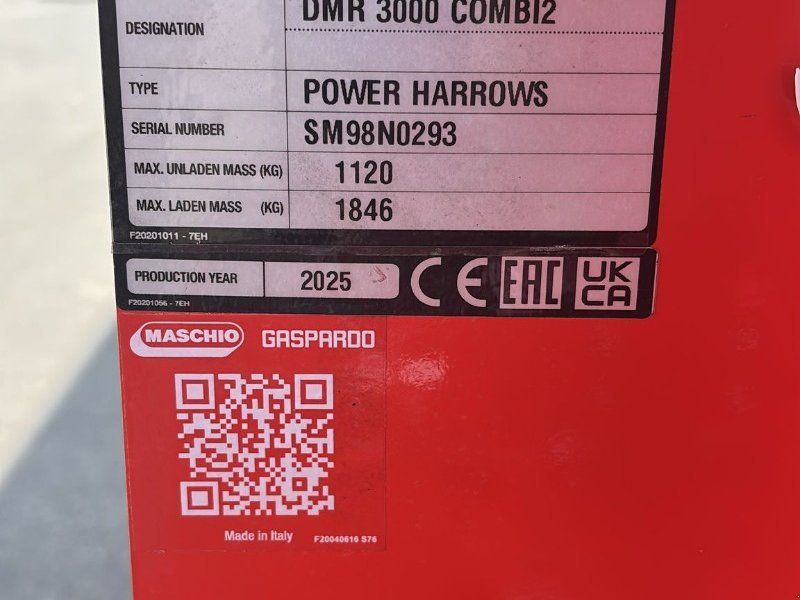 DESIGNATION DMR 3000 COMBI2
TYPE POWER HARROWS
SERIAL NUMBER SM98N0293
MAX. UNLADEN MASS (KG) 1120
MAX. LADEN MASS (KG) 1846
F20201011 - 7EH
PRODUCTION YEAR 2025 CE EAC UK CA
F20201056 - 7EH
MASCHIO GASPARDO
Made in Italy F20040616 S76